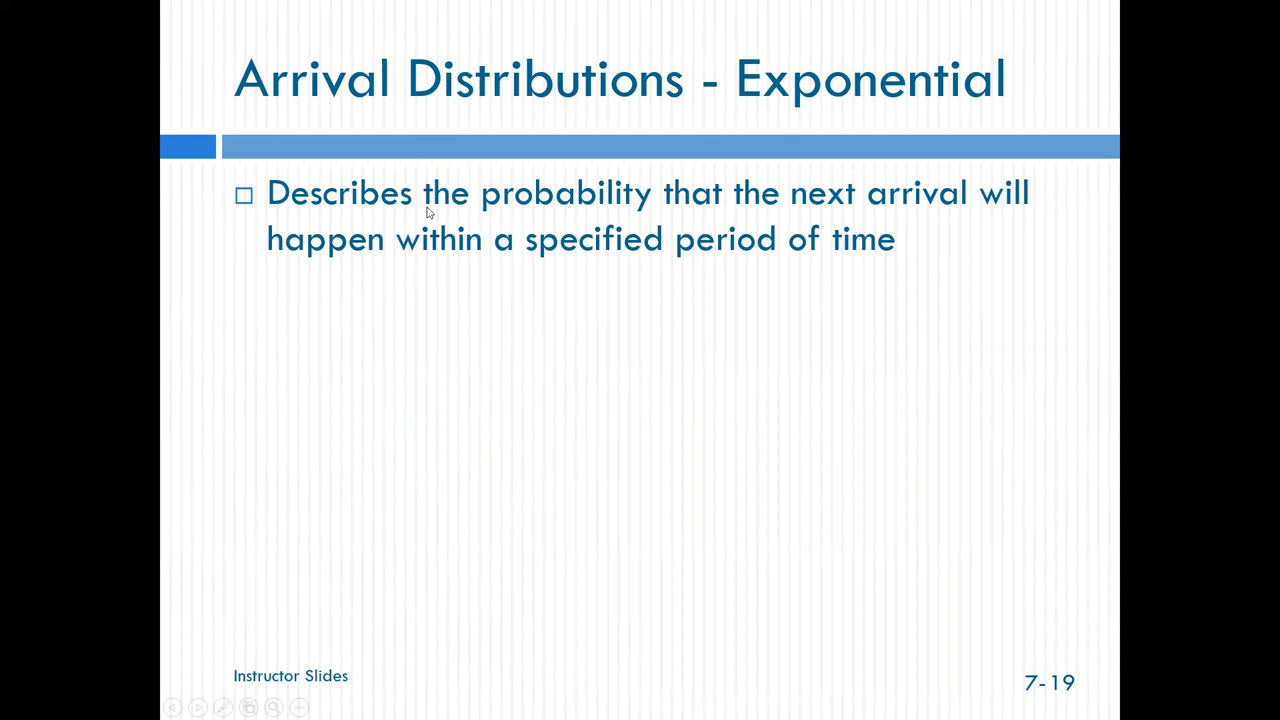 Arrival Distributions - Exponential
Describes the probability that the next arrival will
happen within a specified period of time
Instructor Slides
7-19